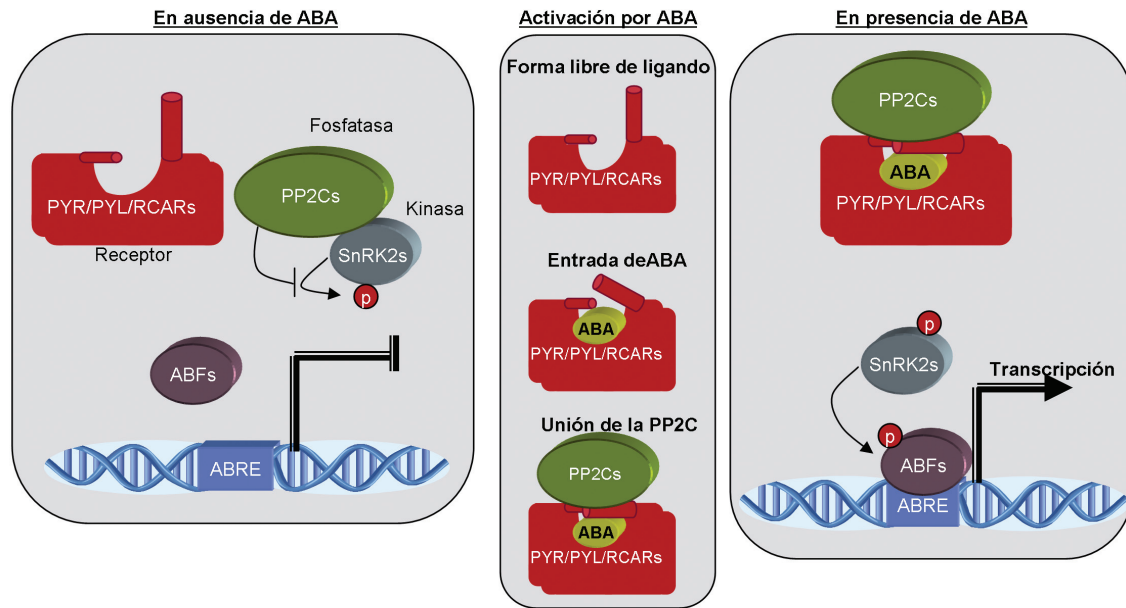 En ausencia de ABA
Fosfatasa
PP2Cs
PYR/PYL/RCARs
Kinasa
Receptor
SnRK2s
p
ABFs
ABRE
Activación por ABA
Forma libre de ligando
PYR/PYL/RCARs
Entrada deABA
ABA
PYR/PYL/RCARs
Unión de la PP2C
PP2Cs
ABA
PYR/PYL/RCARs
En presencia de ABA
PP2Cs
ABA
PYR/PYL/RCARs
p
SnRK2s
Transcripción
p
ABFs
ABRE